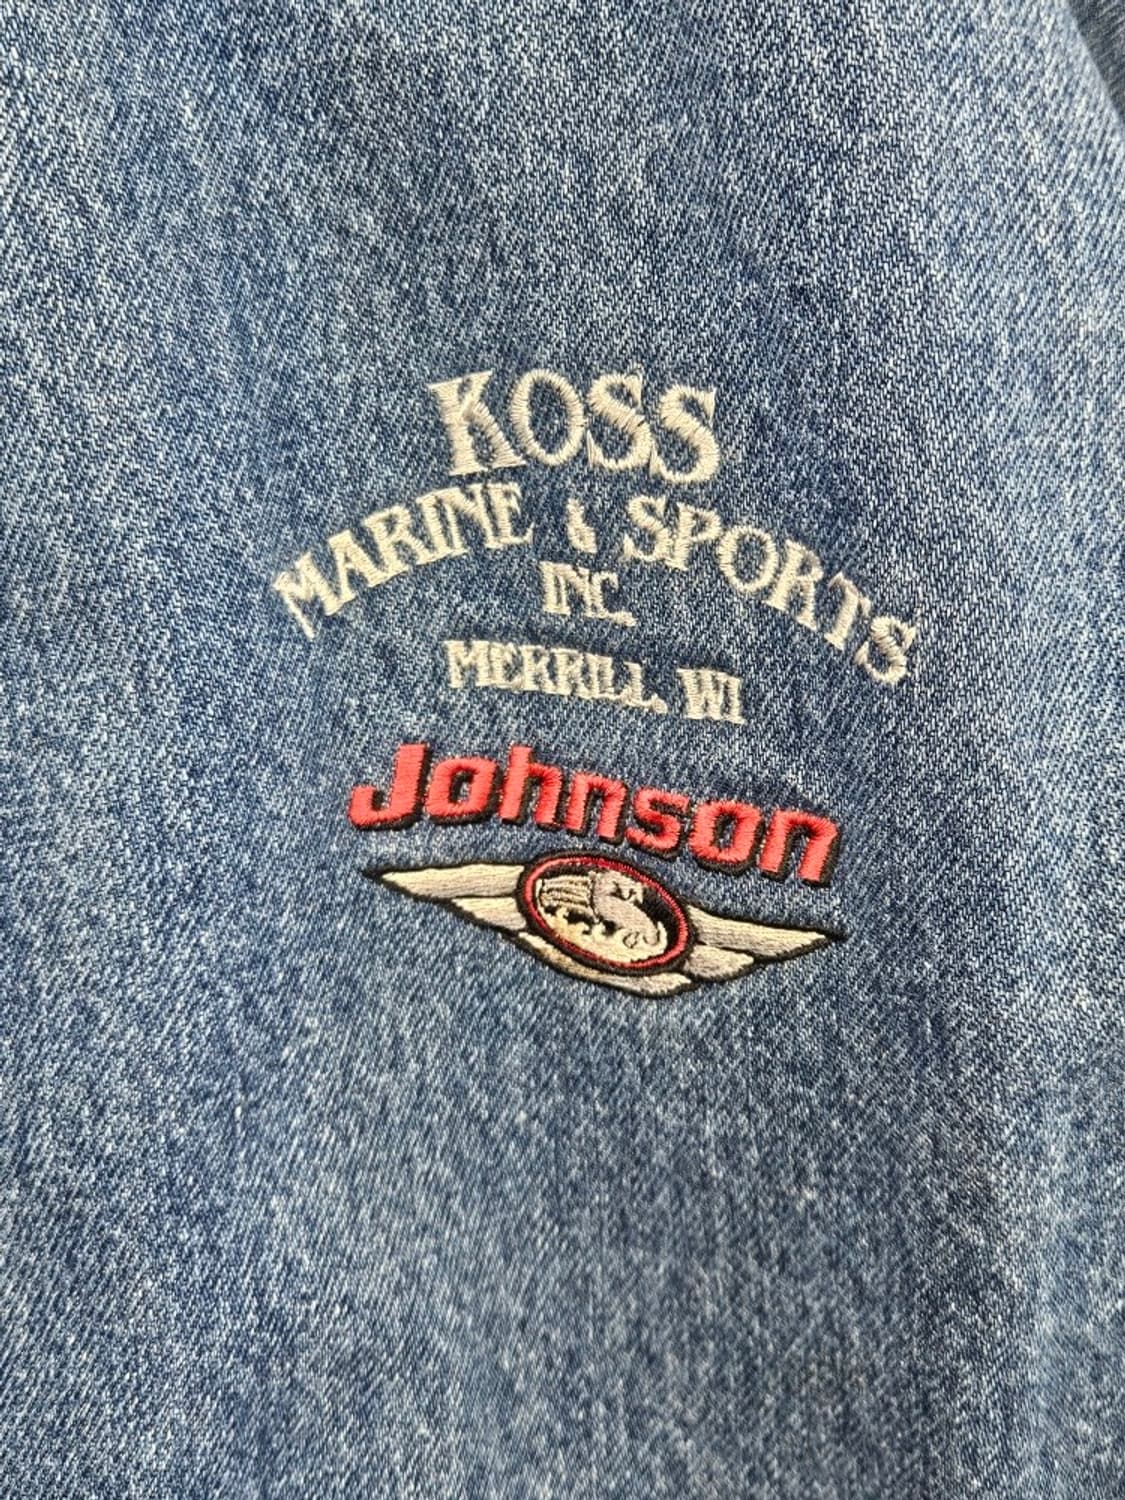 KOSS
MARINE & SPORTS
INC.
MERRILL, WI
Johnson